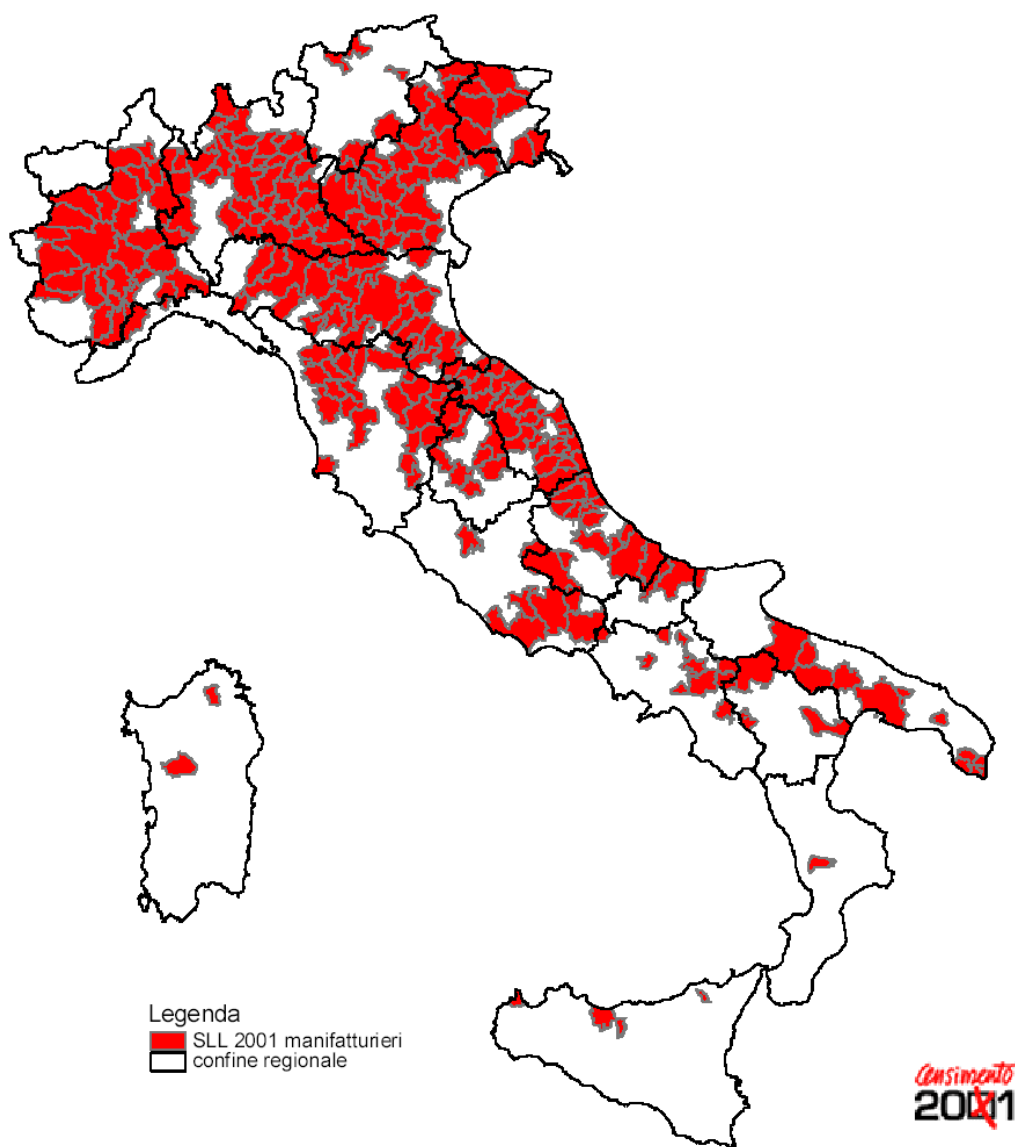 Legenda
SLL 2001 manifatturieri
confine regionale
Censimento
2001